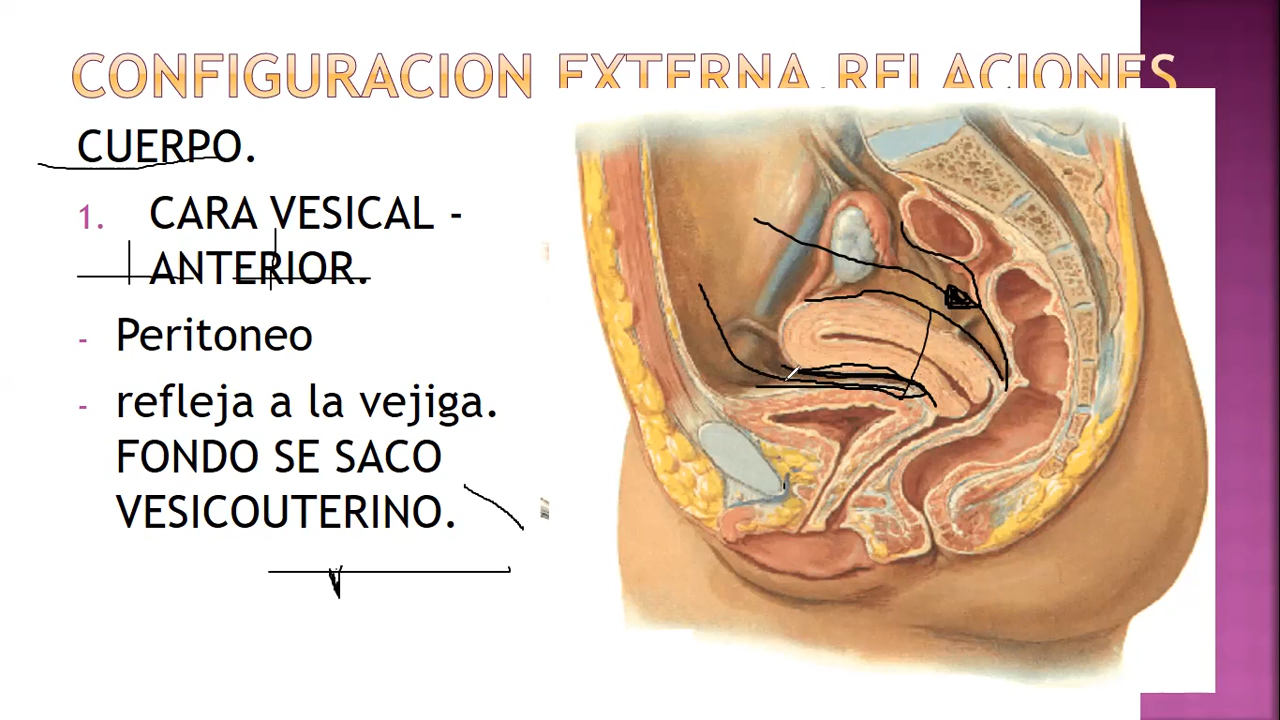 CONFIGURACION EXTERNA.RELACIONES
CUERPO.
1. CARA VESICAL -
ANTERIOR.
- Peritoneo
- refleja a la vejiga.
FONDO SE SACO
VESICOUTERINO.